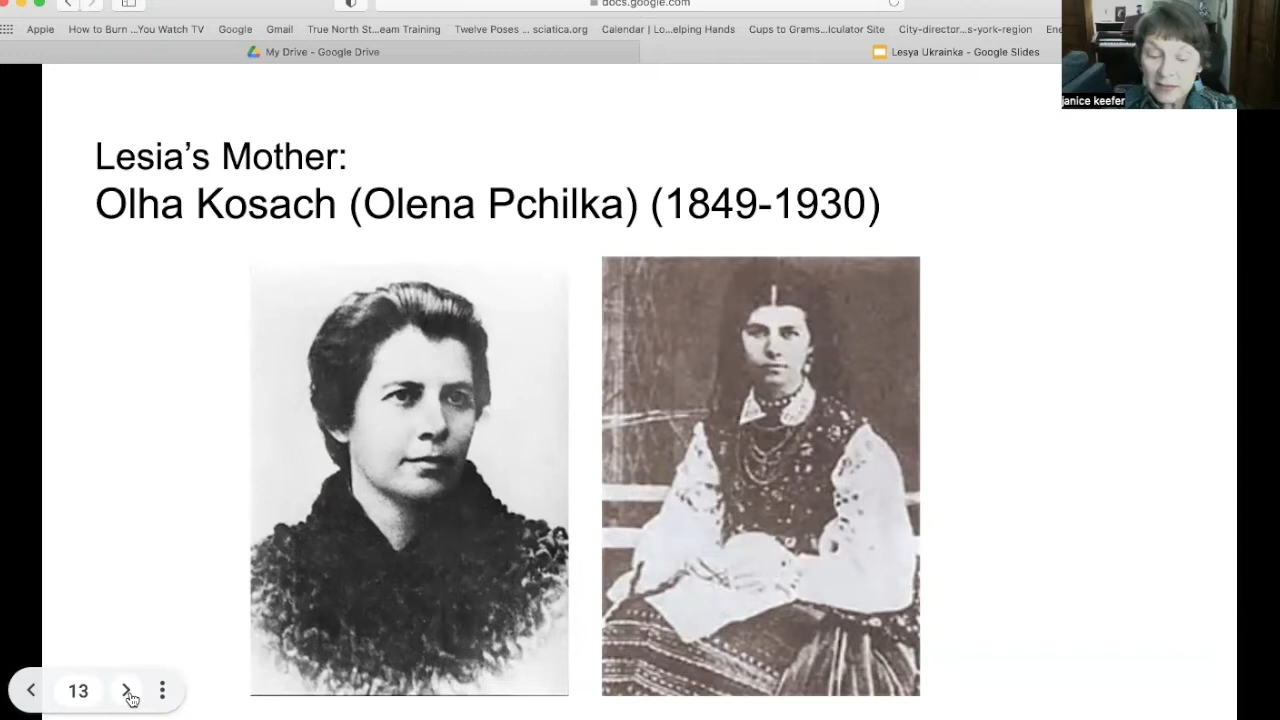 docs.google.com
Apple How to Burn ...You Watch TV Google Gmail True North St...eam Training Twelve Poses ... sciatica.org Calendar | Lo...elping Hands Cups to Grams...lculator Site City-director...s-york-region Ene
My Drive - Google Drive Lesya Ukrainka - Google Slides
janice keefer
Lesia’s Mother:
Olha Kosach (Olena Pchilka) (1849-1930)
13